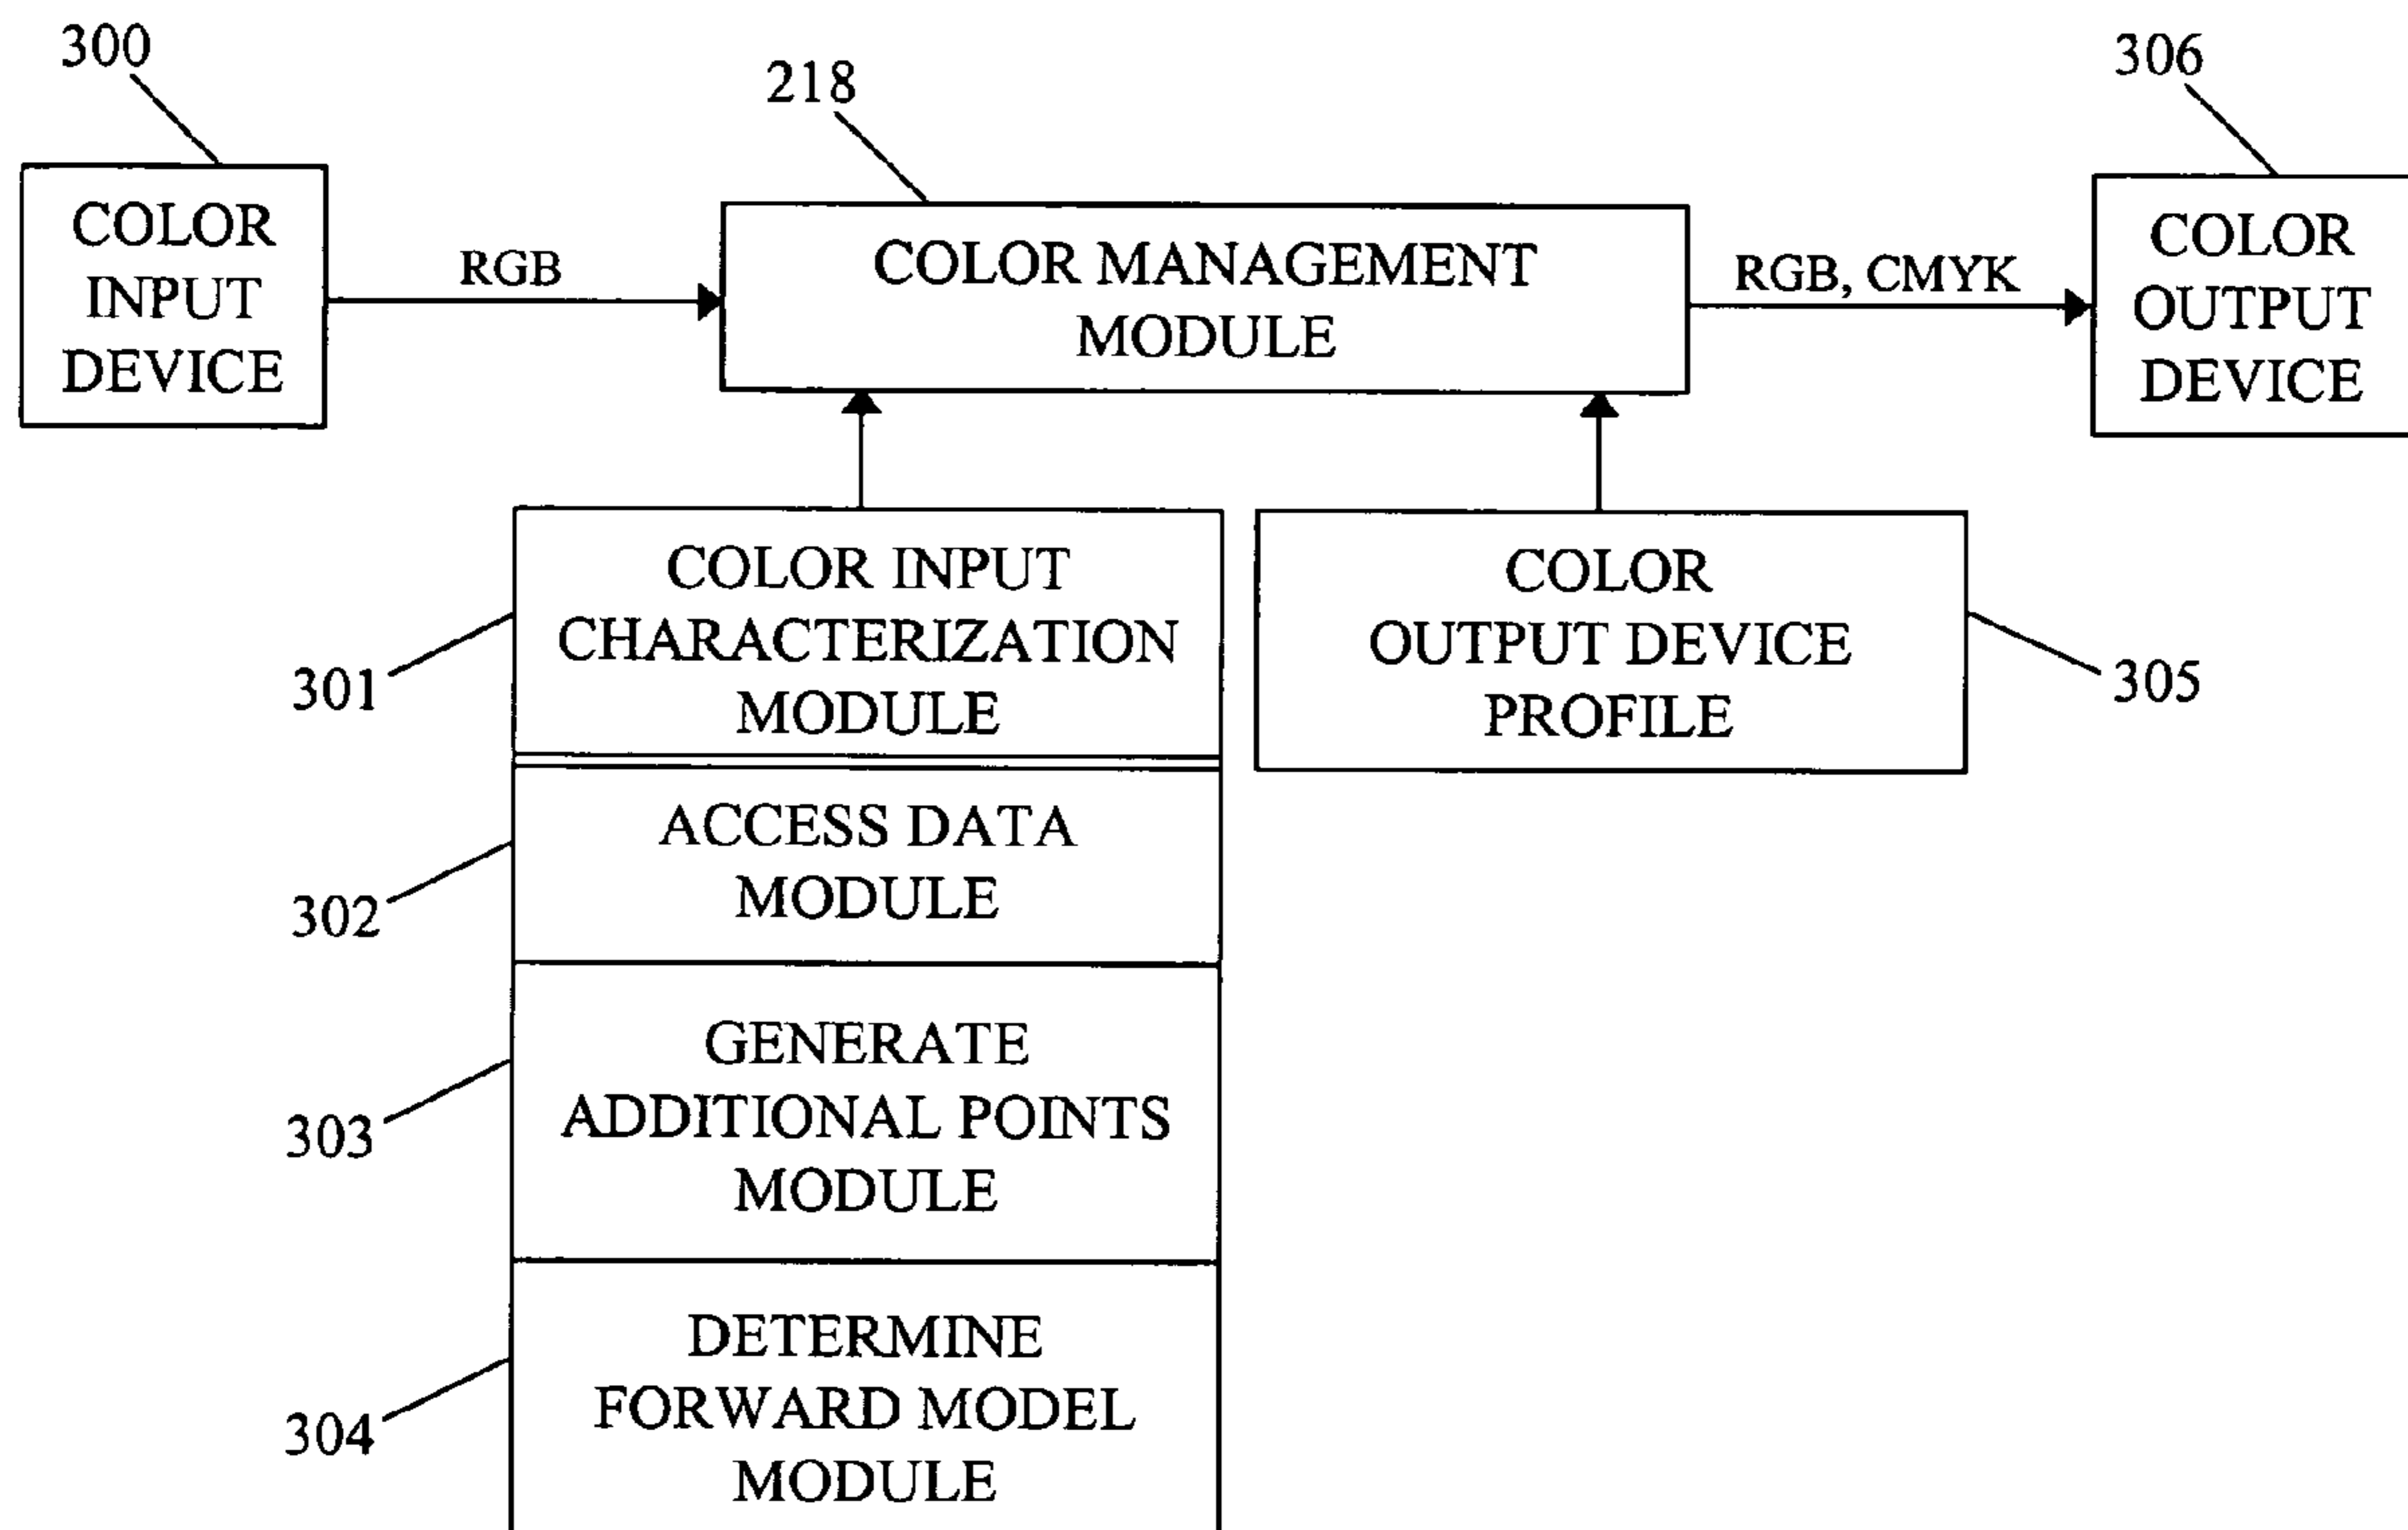 300
218
306
COLOR
INPUT
DEVICE
RGB
COLOR MANAGEMENT
MODULE
RGB, CMYK
COLOR
OUTPUT
DEVICE
COLOR INPUT
CHARACTERIZATION
MODULE
301
COLOR
OUTPUT DEVICE
PROFILE
305
ACCESS DATA
MODULE
302
GENERATE
ADDITIONAL POINTS
MODULE
303
DETERMINE
FORWARD MODEL
MODULE
304